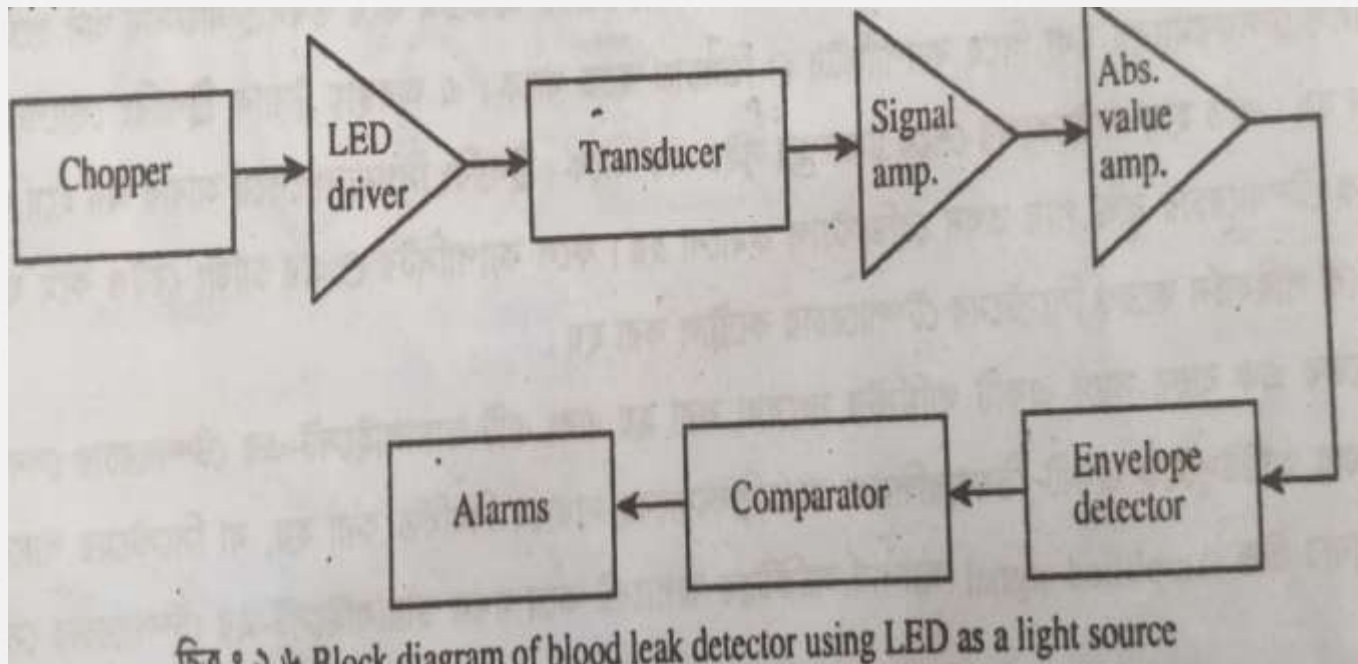 Chopper
LED
driver
Transducer
Signal
amp.
Abs.
value
amp.
Envelope
detector
Comparator
Alarms
Block diagram of blood leak detector using LED as a light source